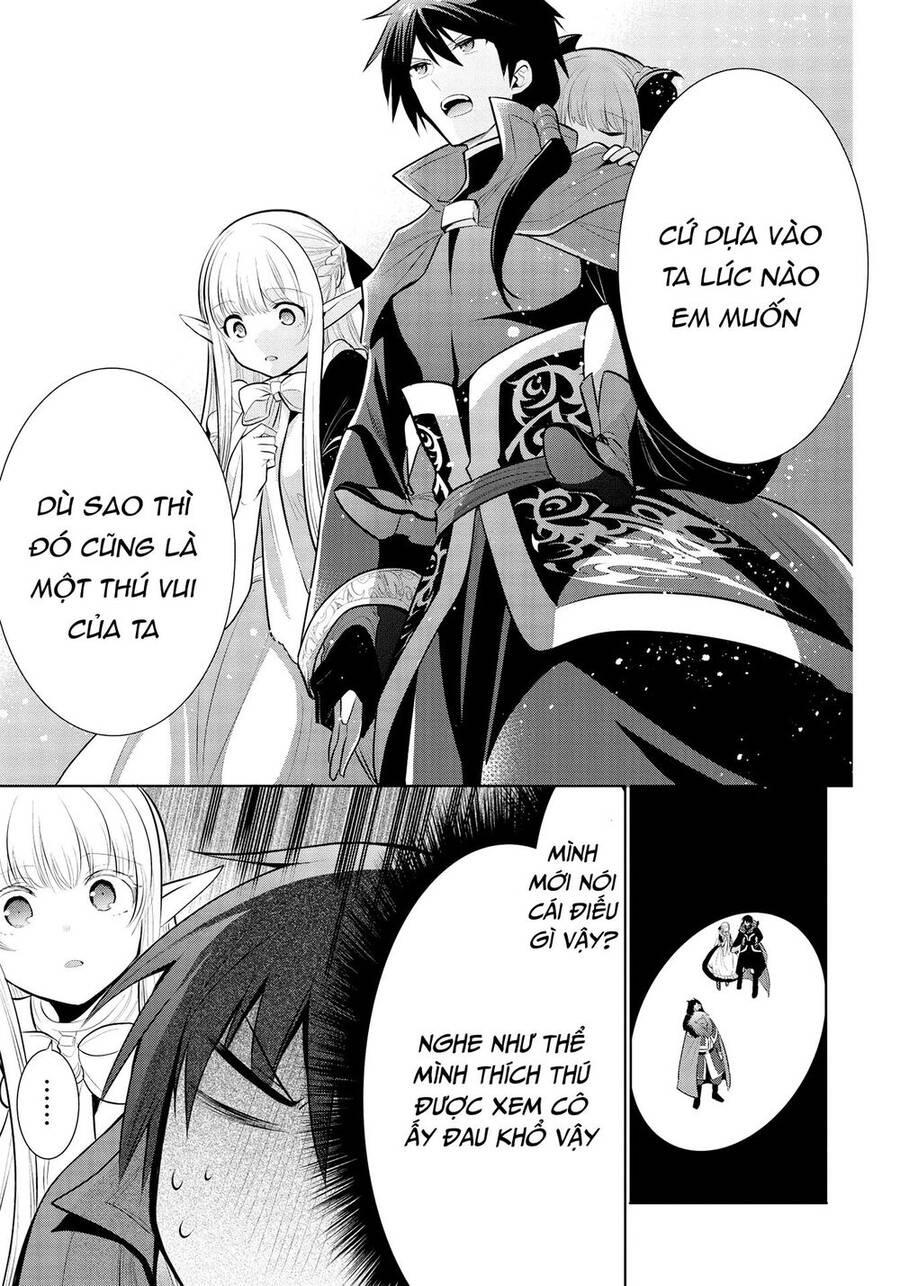 CỨ DỰA VÀO
TA LÚC NÀO
EM MUỐN
DÙ SAO THÌ
ĐÓ CŨNG LÀ
MỘT THÚ VUI
CỦA TA
MÌNH
MỚI NÓI
CÁI ĐIỀU
GÌ VẬY?
NGHE NHƯ THỂ
MÌNH THÍCH THÚ
ĐƯỢC XEM CÔ
ẤY ĐAU KHỔ VẬY
......